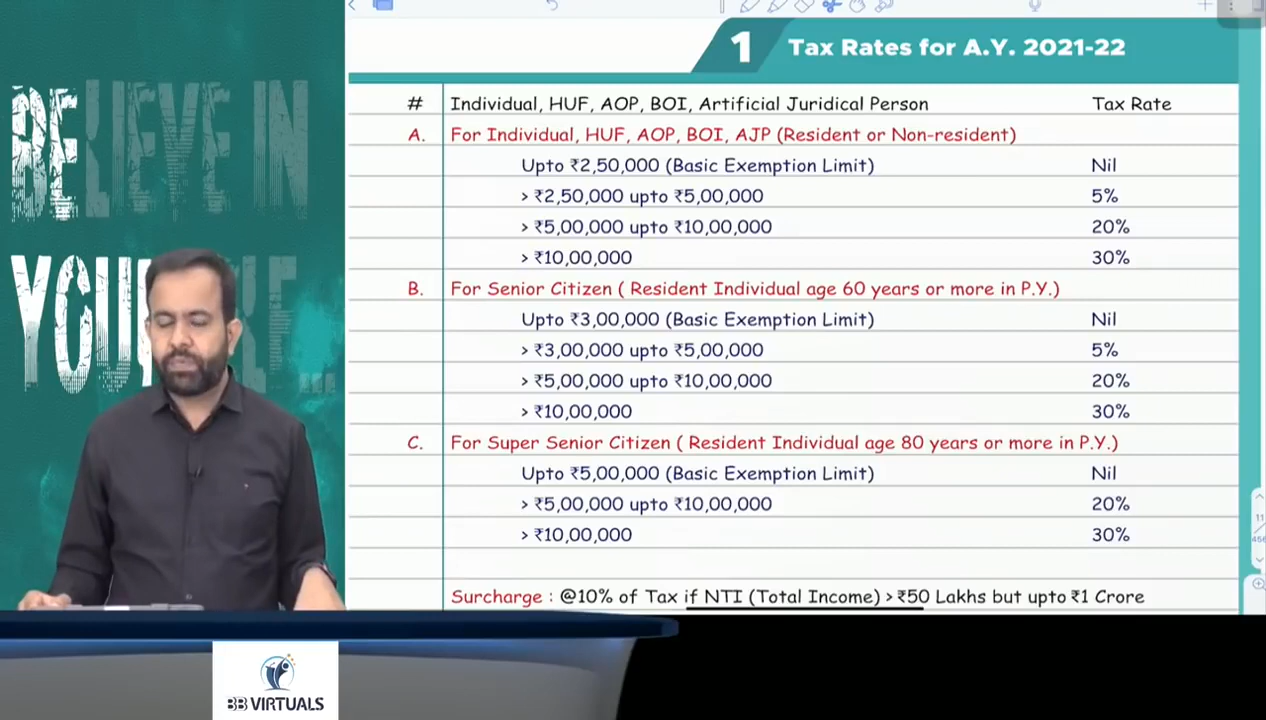 BELIEVE IN
YOU
1 Tax Rates for A.Y. 2021-22
# Individual, HUF, AOP, BOI, Artificial Juridical Person Tax Rate
A. For Individual, HUF, AOP, BOI, AJP (Resident or Non-resident)
Upto ₹2,50,000 (Basic Exemption Limit) Nil
> ₹2,50,000 upto ₹5,00,000 5%
> ₹5,00,000 upto ₹10,00,000 20%
> ₹10,00,000 30%
B. For Senior Citizen ( Resident Individual age 60 years or more in P.Y.)
Upto ₹3,00,000 (Basic Exemption Limit) Nil
> ₹3,00,000 upto ₹5,00,000 5%
> ₹5,00,000 upto ₹10,00,000 20%
> ₹10,00,000 30%
C. For Super Senior Citizen ( Resident Individual age 80 years or more in P.Y.)
Upto ₹5,00,000 (Basic Exemption Limit) Nil
> ₹5,00,000 upto ₹10,00,000 20%
> ₹10,00,000 30%
Surcharge : @10% of Tax if NTI (Total Income) > ₹50 Lakhs but upto ₹1 Crore
11
456
BB VIRTUALS